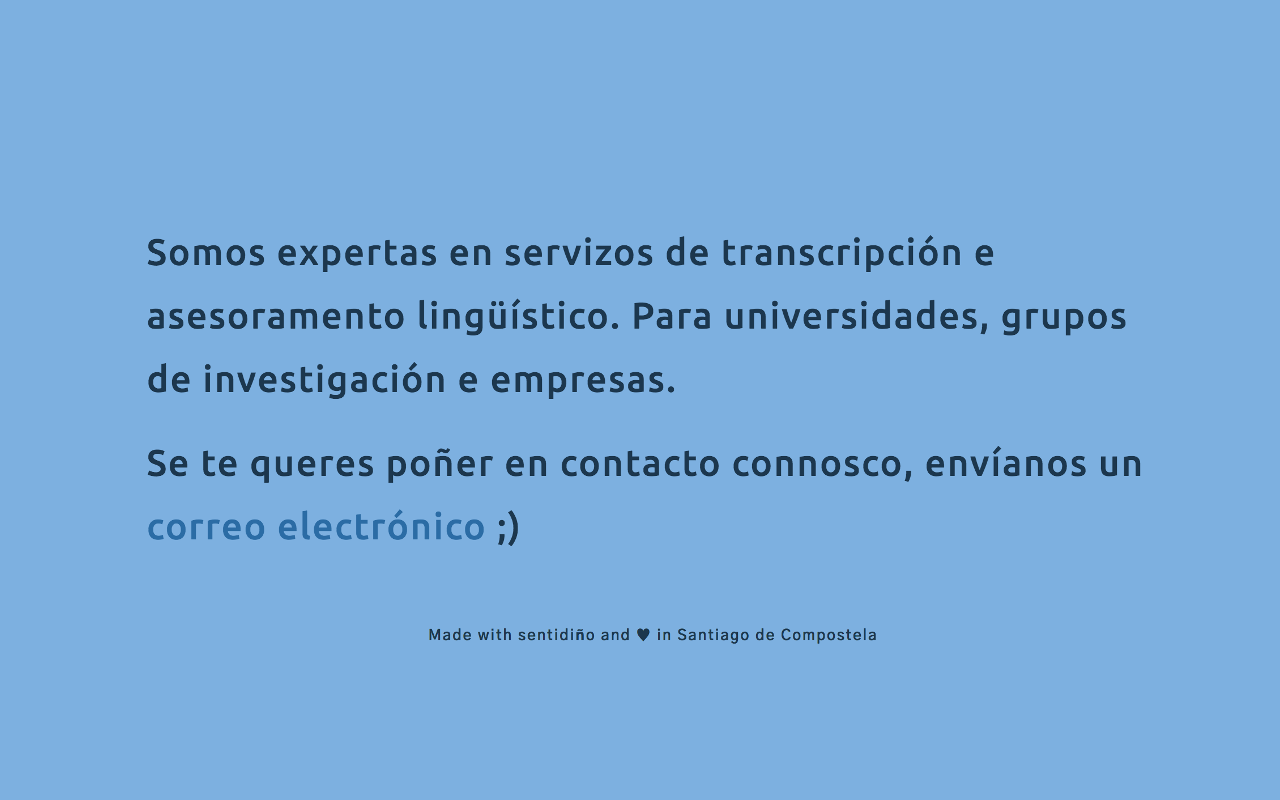 Somos expertas en servizos de transcripción e
asesoramento lingüístico. Para universidades, grupos
de investigación e empresas.
Se te queres poñer en contacto connosco, envíanos un
correo electrónico ;)
Made with sentidiño and ♥ in Santiago de Compostela